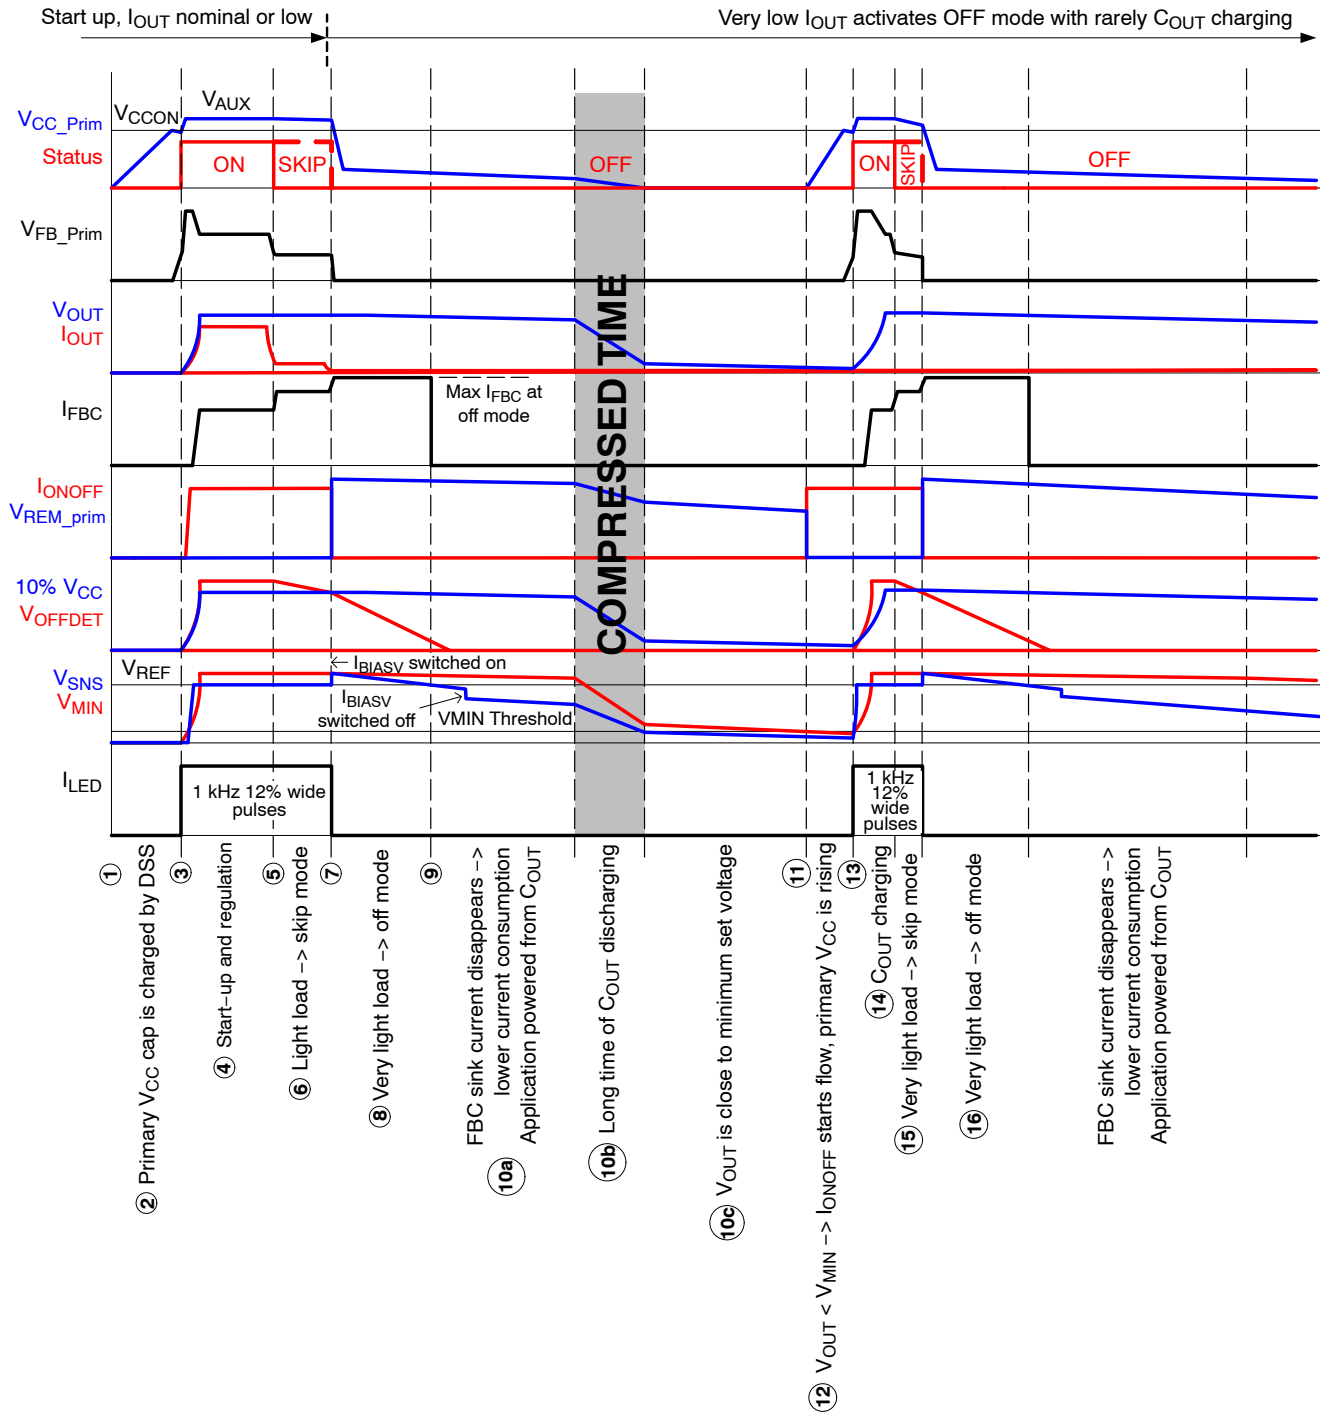 Start up, IOUT nominal or low
Very low IOUT activates OFF mode with rarely COUT charging
VCC_Prim
VCCON
VAUX
Status
ON
SKIP
OFF
ON
SKIP
OFF
VFB_Prim
VOUT
IOUT
IFBC
Max IFBC at
off mode
COMPRESSED TIME
IONOFF
VREM_prim
10% VCC
VOFFDET
VREF
← IBIASV switched on
VSNS
VMIN
IBIASV
switched off
VMIN Threshold
ILED
1 kHz 12% wide
pulses
1 kHz
12%
wide
pulses
1
2 Primary VCC cap is charged by DSS
3
4 Start-up and regulation
5
6 Light load -> skip mode
7
8 Very light load -> off mode
9
10a
FBC sink current disappears ->
lower current consumption
Application powered from COUT
10b Long time of COUT discharging
10c VOUT is close to minimum set voltage
11
12 VOUT < VMIN -> IONOFF starts flow, primary VCC is rising
13
14 COUT charging
15 Very light load -> skip mode
16 Very light load -> off mode
FBC sink current disappears ->
lower current consumption
Application powered from COUT